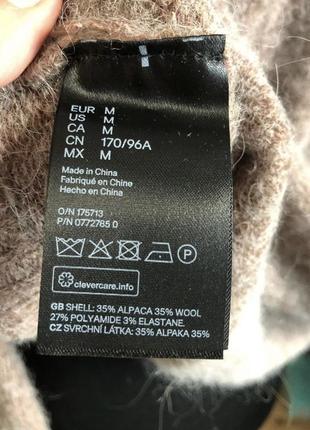 EUR M
US M
CA M
CN 170/96A
MX M
Made in China
Fabriqué en Chine
Hecho en China
O/N 175713
P/N 0772785 0
P
clevercare.info
GB SHELL: 35% ALPACA 35% WOOL
27% POLYAMIDE 3% ELASTANE.
CZ SVRCHNÍ LÁTKA: 35% ALPAKA 35%